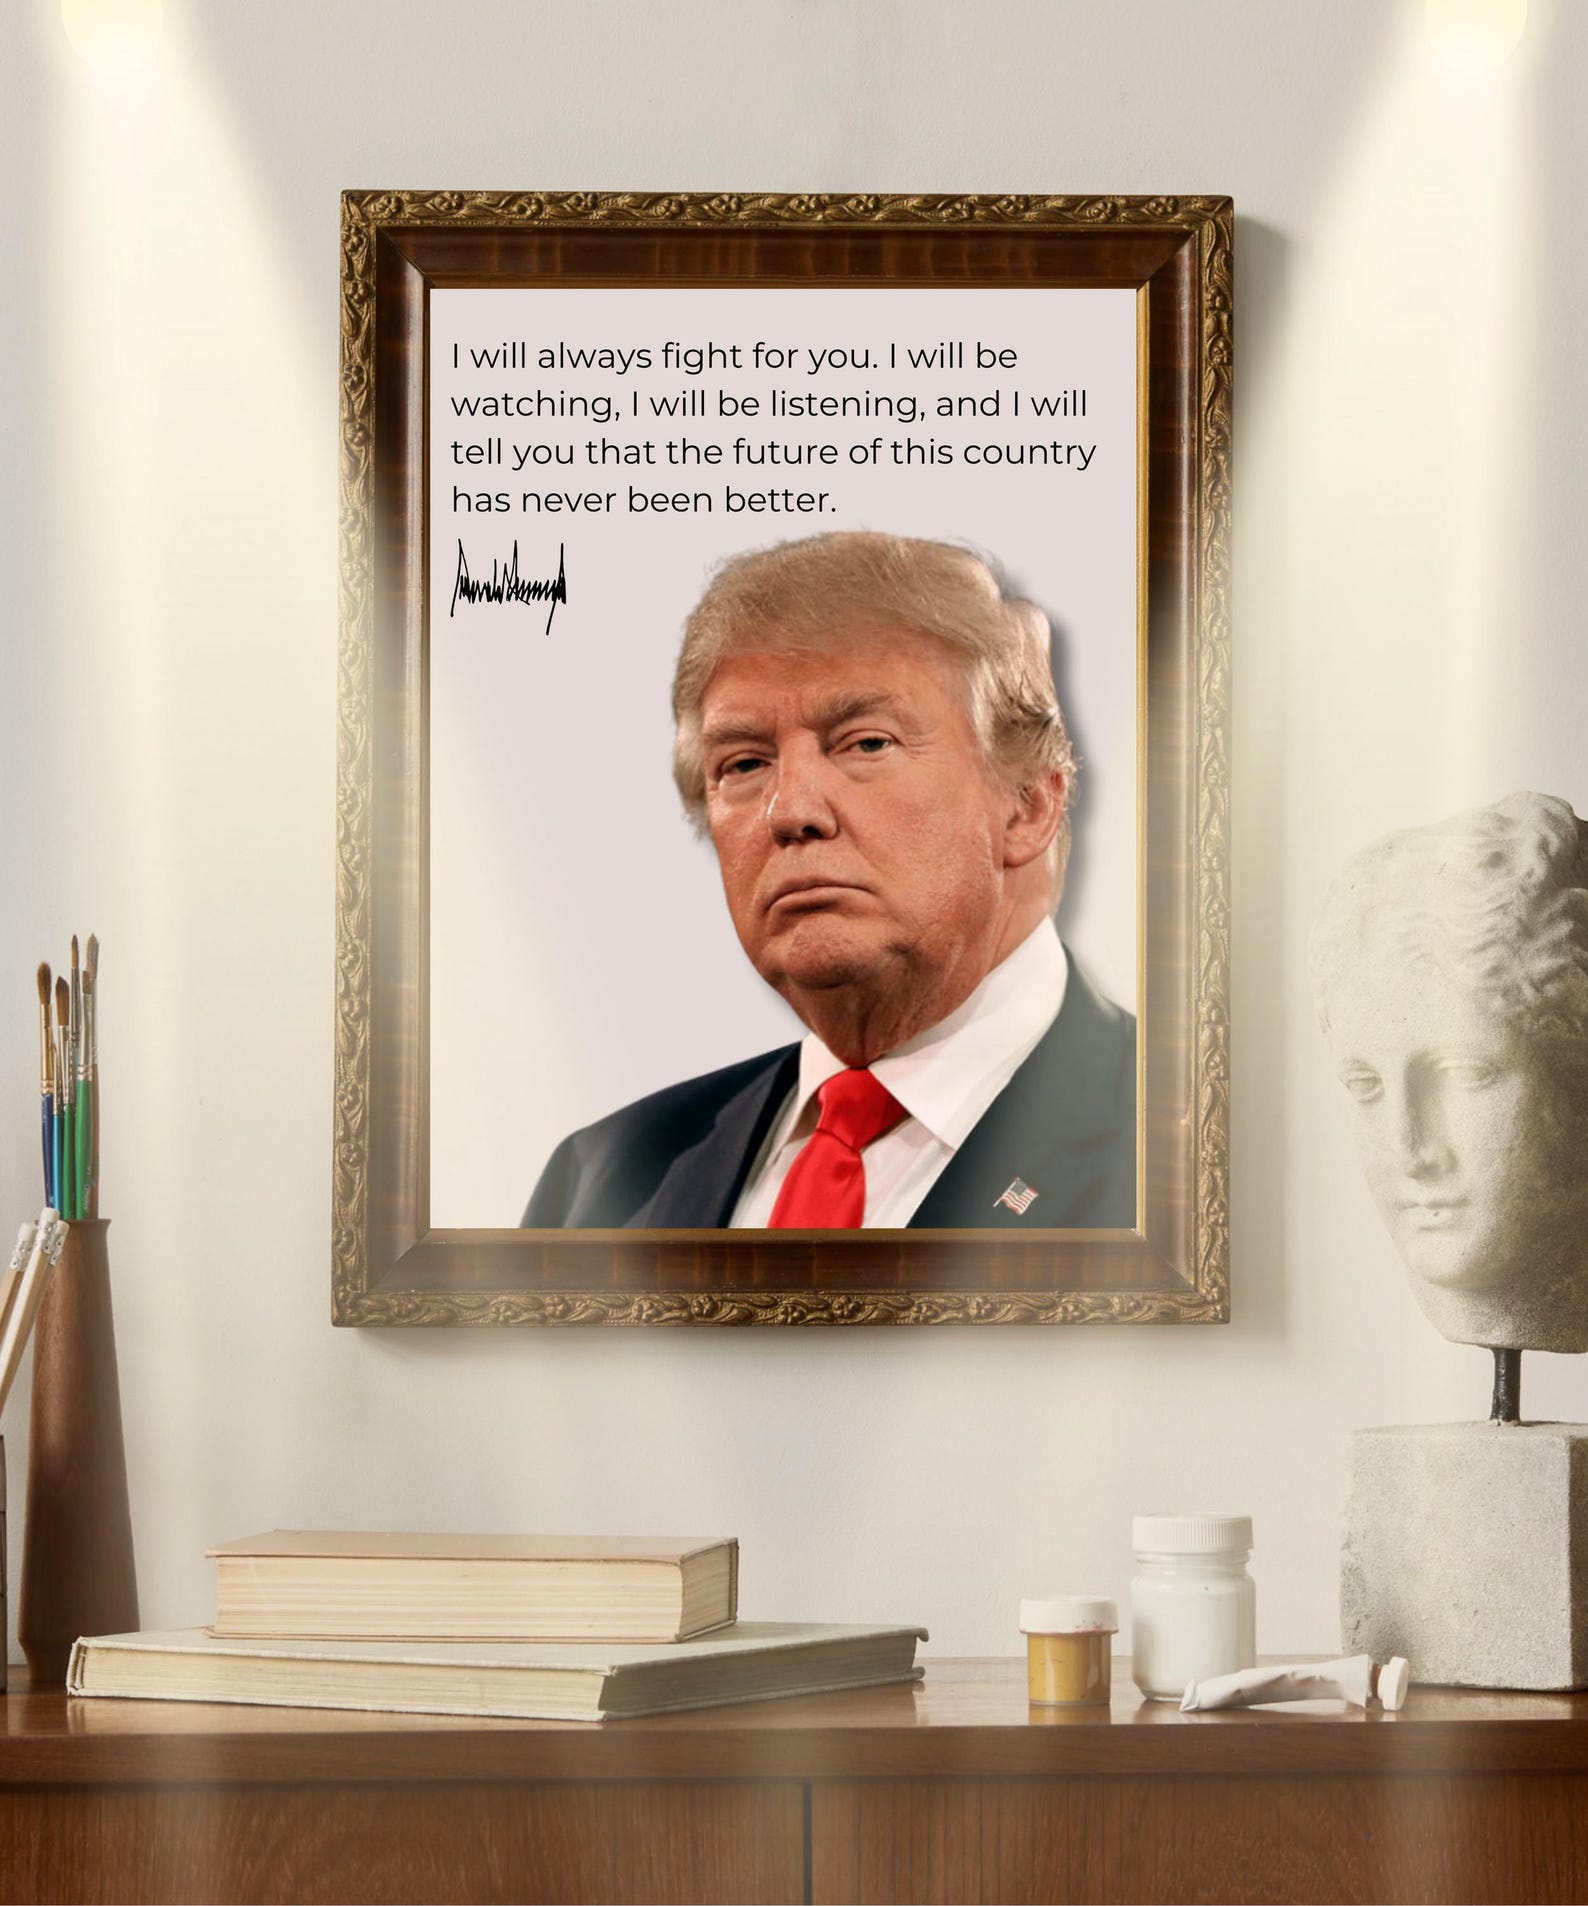 I will always fight for you. I will be
watching, I will be listening, and I will
tell you that the future of this country
has never been better.